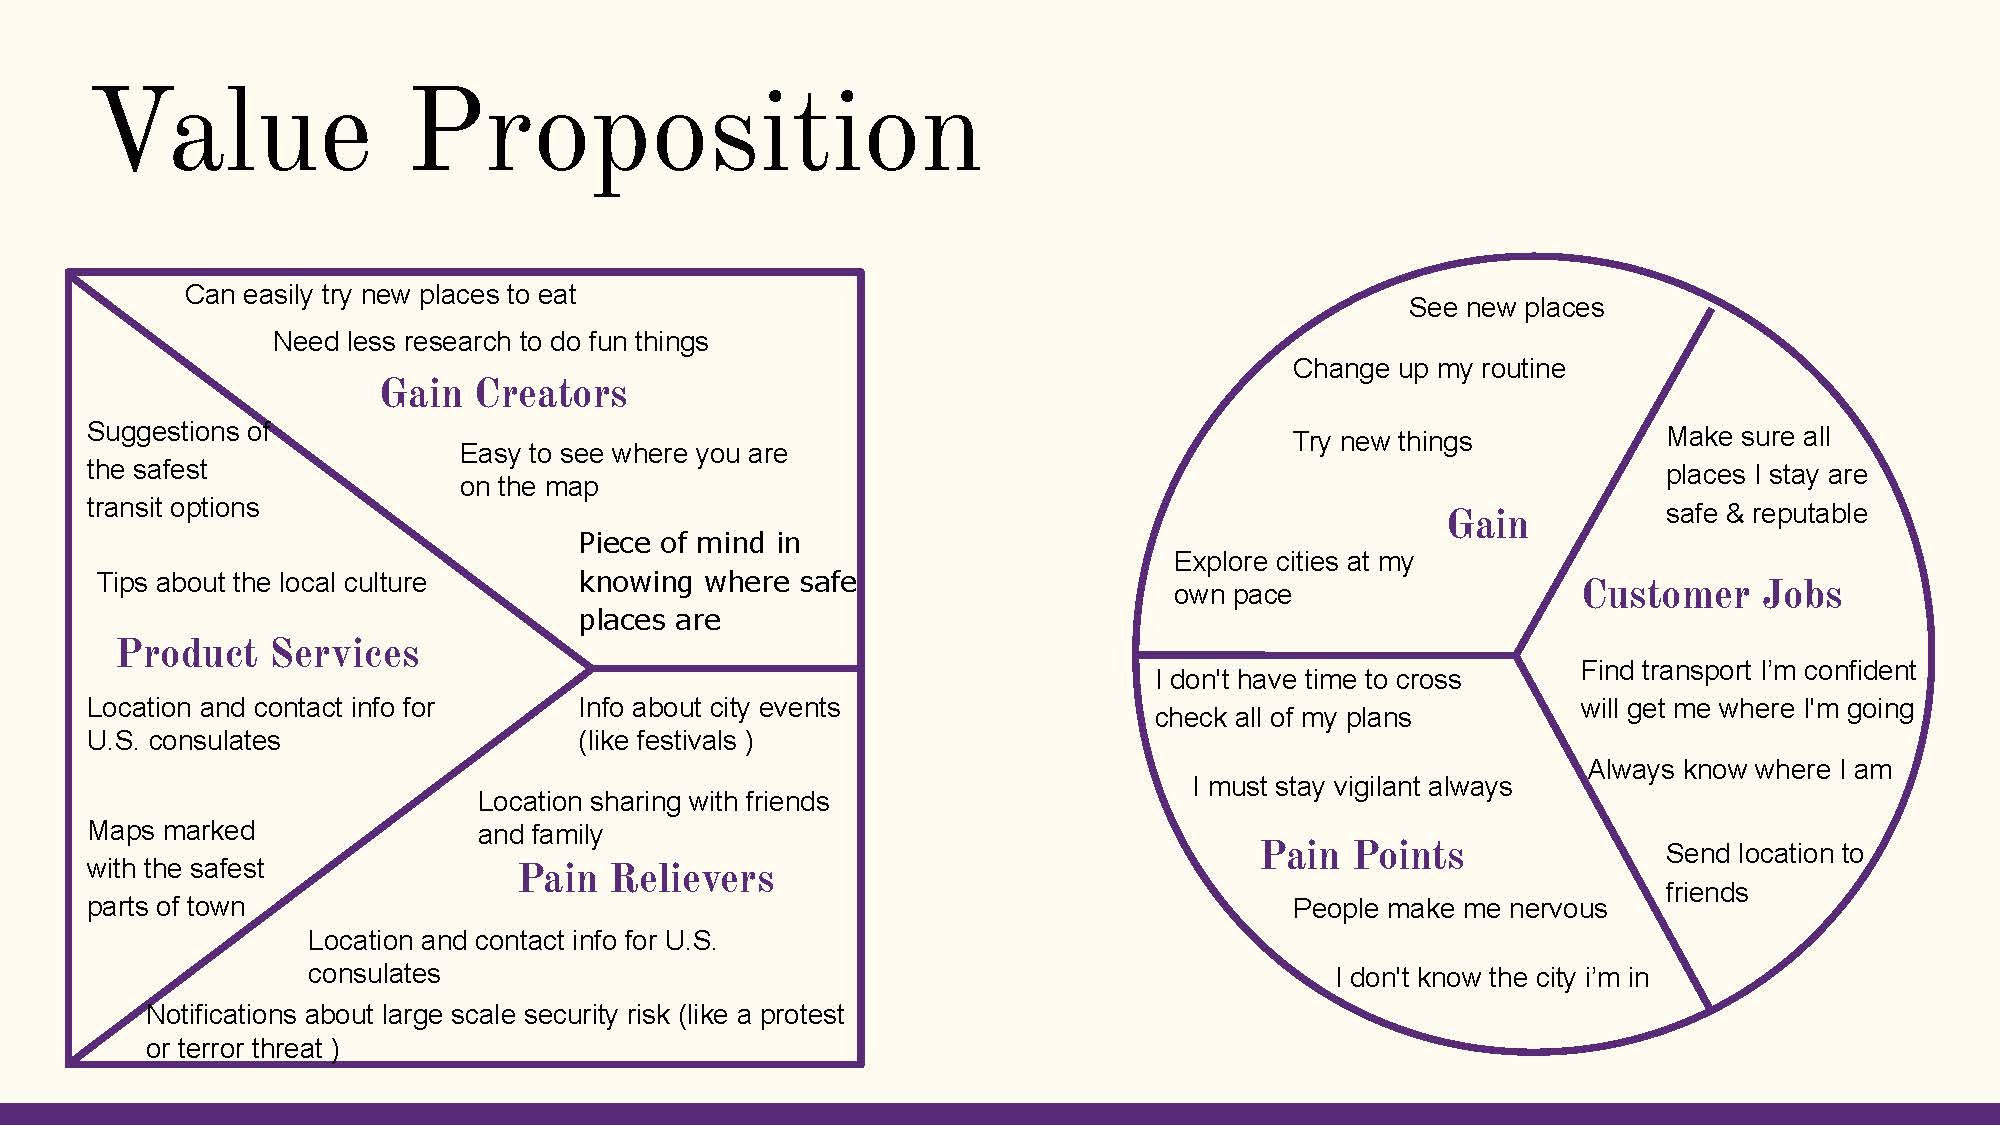 Value Proposition
Can easily try new places to eat
Need less research to do fun things
Gain Creators
Easy to see where you are
on the map
Piece of mind in
knowing where safe
places are
Suggestions of
the safest
transit options
Tips about the local culture
Product Services
Location and contact info for
U.S. consulates
Maps marked
with the safest
parts of town
Info about city events
(like festivals )
Location sharing with friends
and family
Pain Relievers
Location and contact info for U.S.
consulates
Notifications about large scale security risk (like a protest
or terror threat )
See new places
Change up my routine
Try new things
Gain
Explore cities at my
own pace
Make sure all
places I stay are
safe & reputable
Customer Jobs
Find transport I’m confident
will get me where I'm going
Always know where I am
Send location to
friends
I don't have time to cross
check all of my plans
I must stay vigilant always
Pain Points
People make me nervous
I don't know the city i’m in